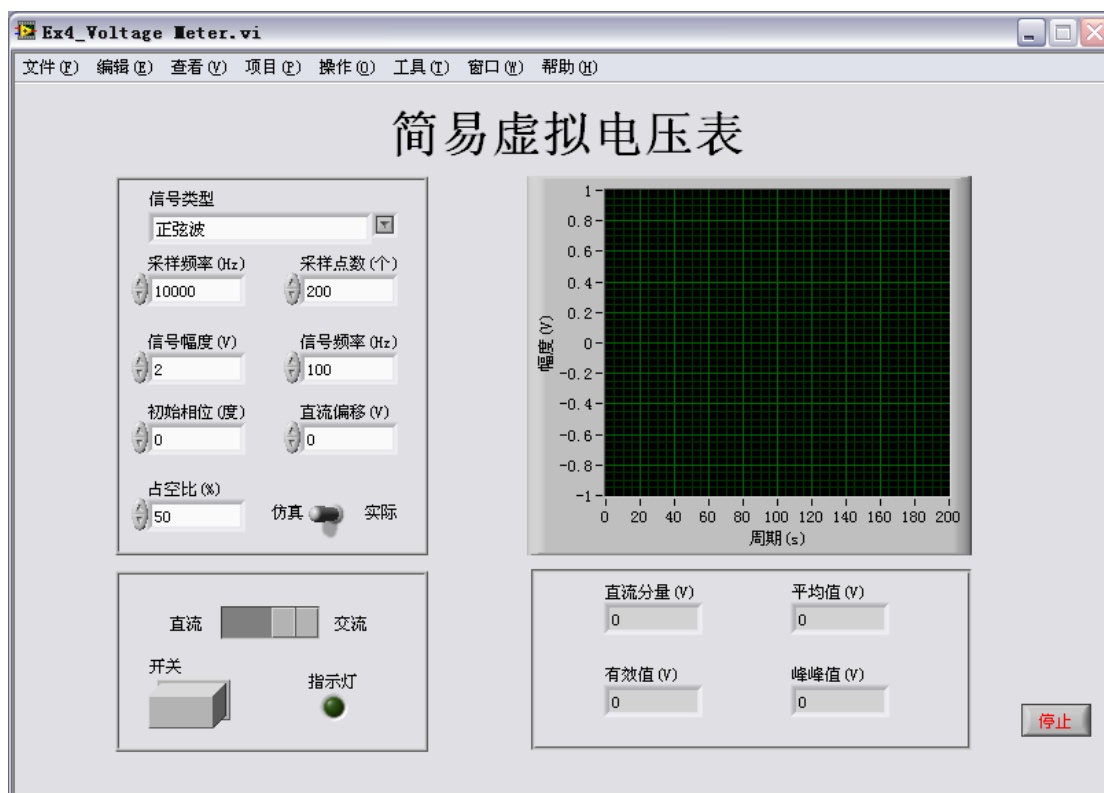 Ex4_Voltage Meter.vi
文件(F) 编辑(E) 查看(V) 项目(P) 操作(O) 工具(T) 窗口(W) 帮助(H)
简易虚拟电压表
信号类型
正弦波
采样频率(Hz) 采样点数(个)
10000 200
信号幅度(V) 信号频率(Hz)
2 100
初始相位(度) 直流偏移(V)
0 0
占空比(%)
50 仿真 实际
幅度(V)
1
0.8
0.6
0.4
0.2
0
-0.2
-0.4
-0.6
-0.8
-1
0 20 40 60 80 100 120 140 160 180 200
周期(s)
直流 交流
开关 指示灯
直流分量(V) 平均值(V)
0 0
有效值(V) 峰峰值(V)
0 0
停止